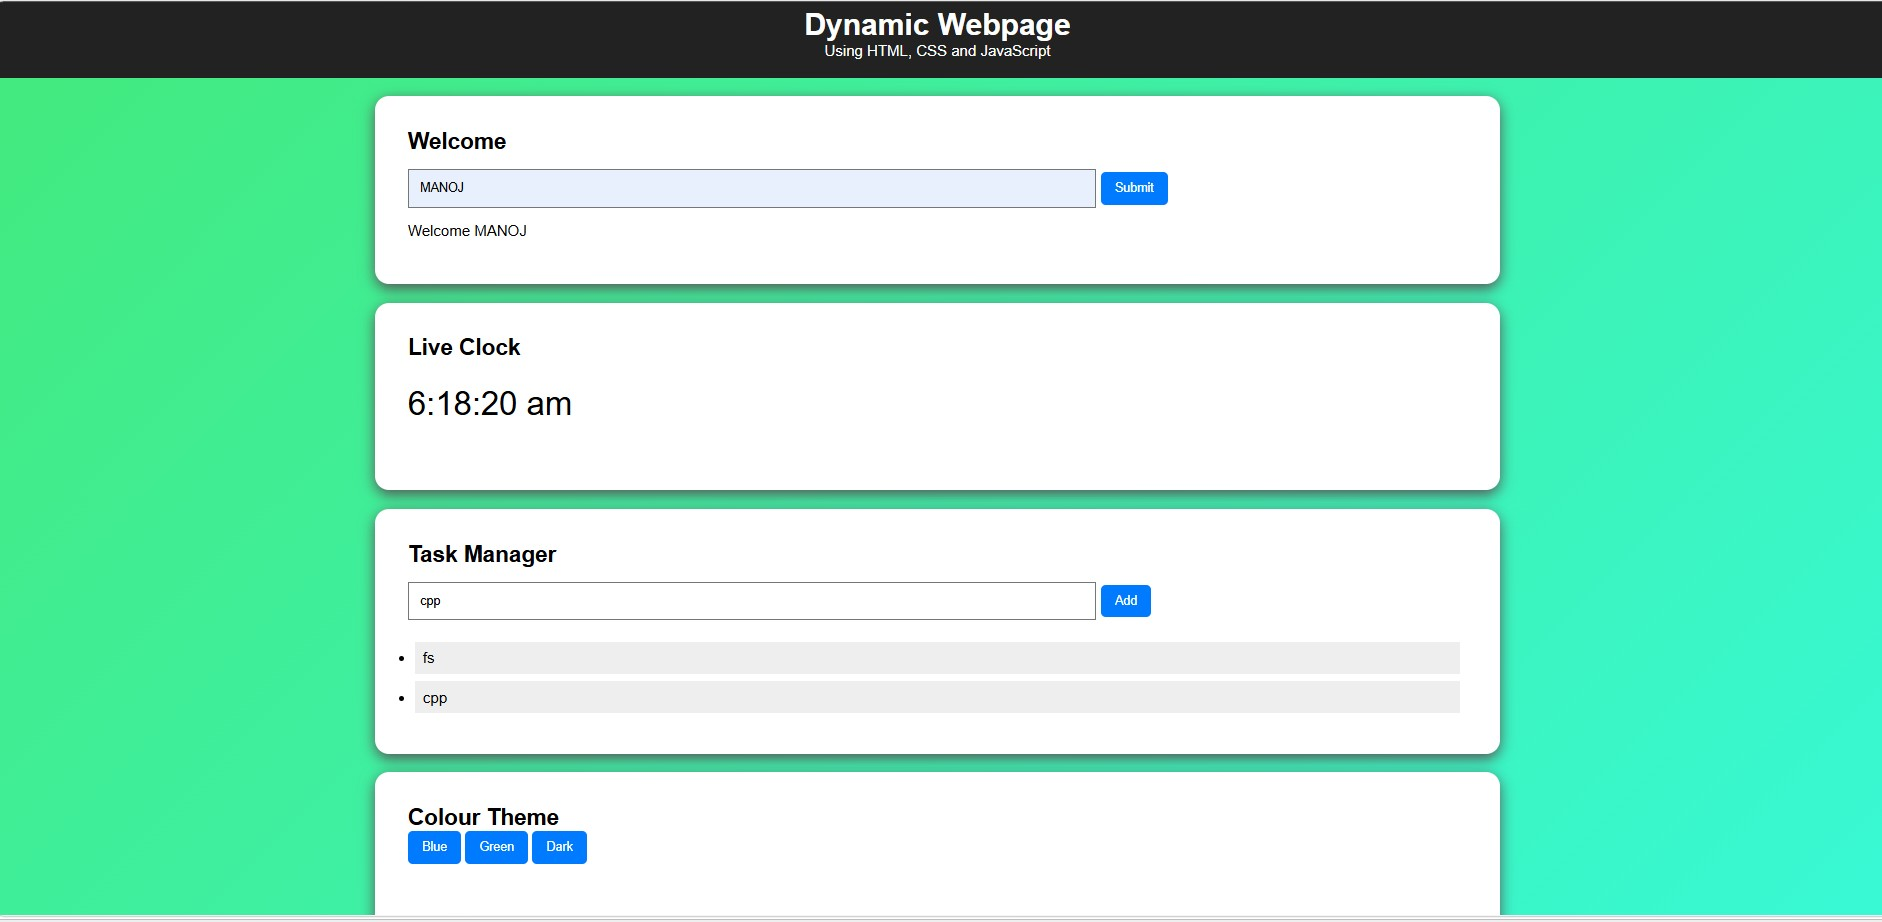 Dynamic Webpage
Using HTML, CSS and JavaScript
Welcome
MANOJ Submit
Welcome MANOJ
Live Clock
6:18:20 am
Task Manager
cpp Add
fs
cpp
Colour Theme
Blue Green Dark